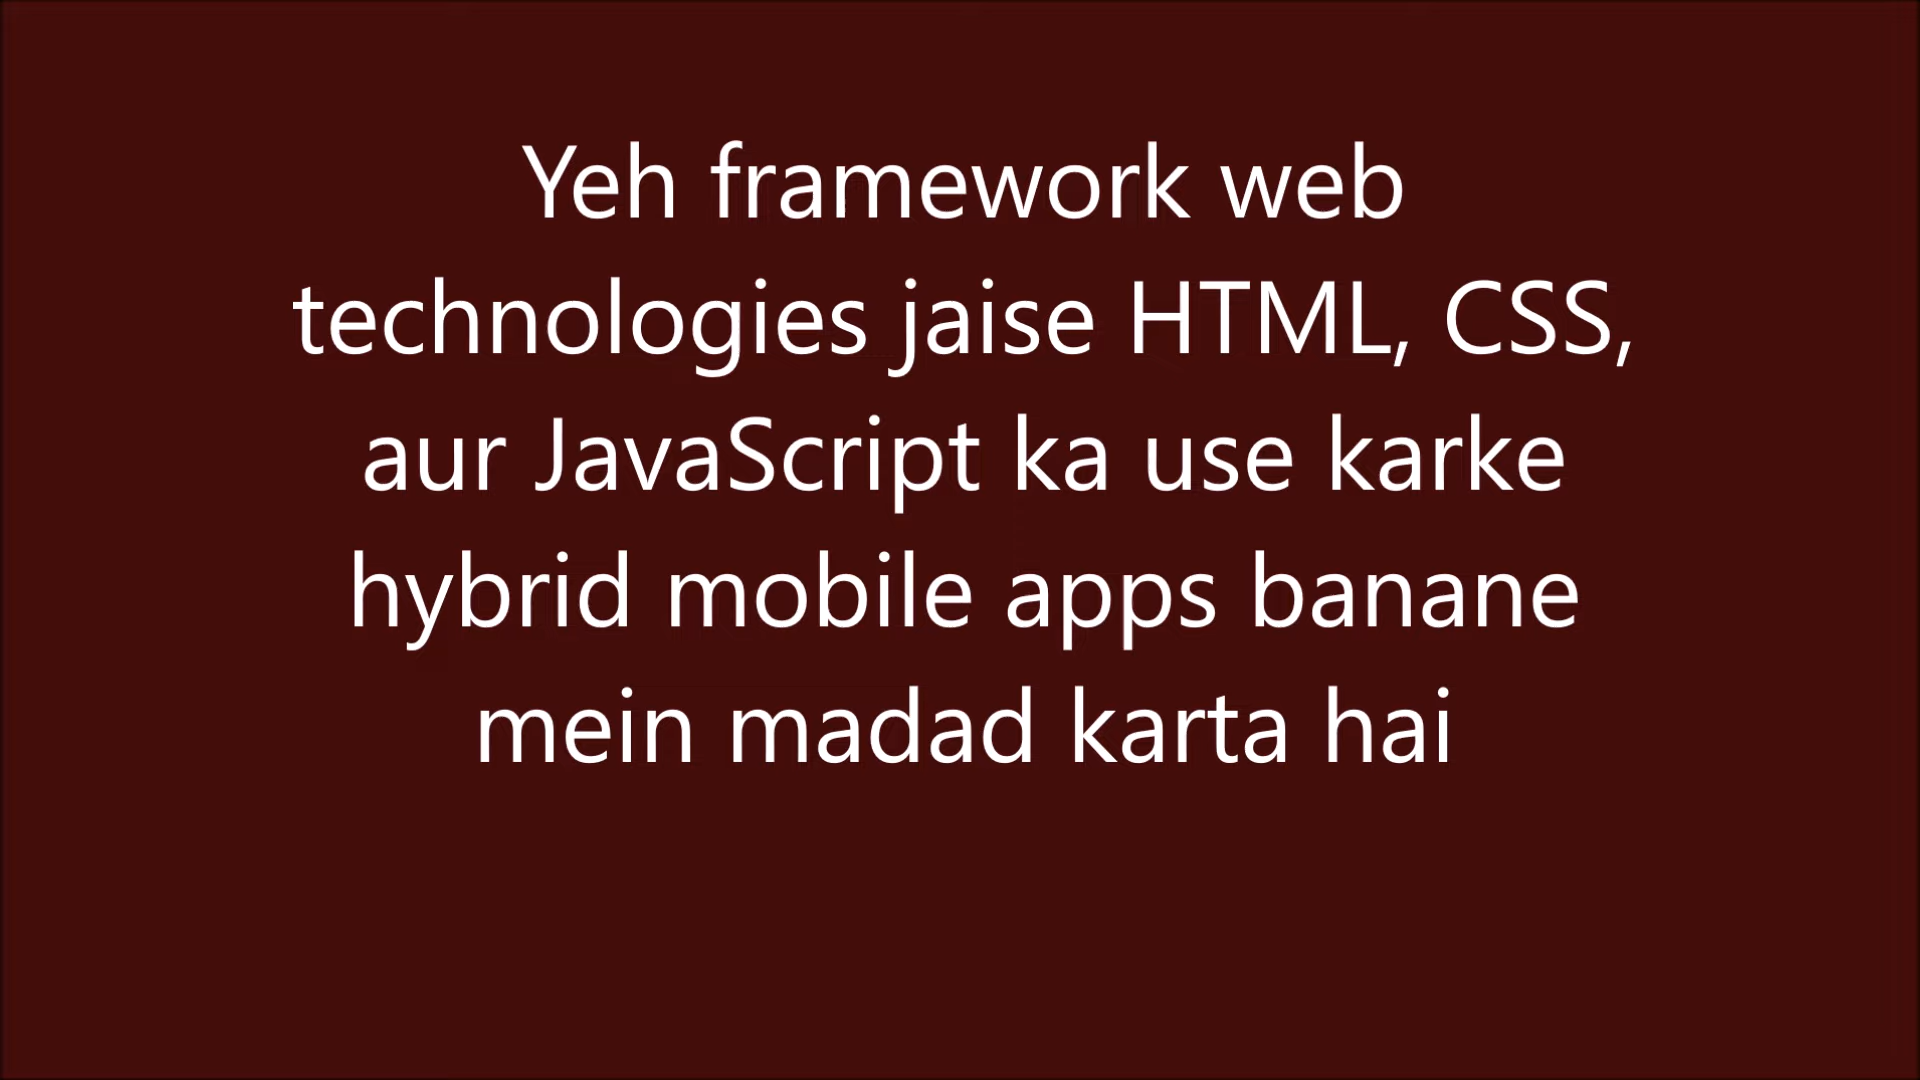 Yeh framework web
technologies jaise HTML, CSS,
aur JavaScript ka use karke
hybrid mobile apps banane
mein madad karta hai